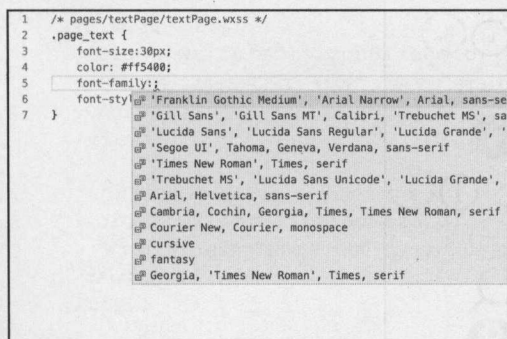 1 /* pages/textPage/textPage.wxss */
2 .page_text {
3 font-size:30px;
4 color: #ff5400;
5 font-family:;
6 font-styl
7 }
'Franklin Gothic Medium', 'Arial Narrow', Arial, sans-se
'Gill Sans', 'Gill Sans MT', Calibri, 'Trebuchet MS', sa
'Lucida Sans', 'Lucida Sans Regular', 'Lucida Grande', '
'Segoe UI', Tahoma, Geneva, Verdana, sans-serif
'Times New Roman', Times, serif
'Trebuchet MS', 'Lucida Sans Unicode', 'Lucida Grande',
Arial, Helvetica, sans-serif
Cambria, Cochin, Georgia, Times, Times New Roman, serif
Courier New, Courier, monospace
cursive
fantasy
Georgia, 'Times New Roman', Times, serif